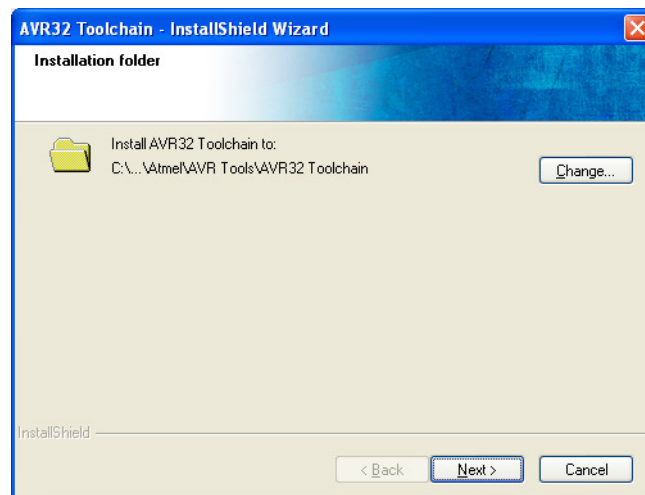 AVR32 Toolchain - InstallShield Wizard
Installation folder
Install AVR32 Toolchain to:
C:\...\Atmel\AVR Tools\AVR32 Toolchain
Change...
InstallShield
< Back Next > Cancel